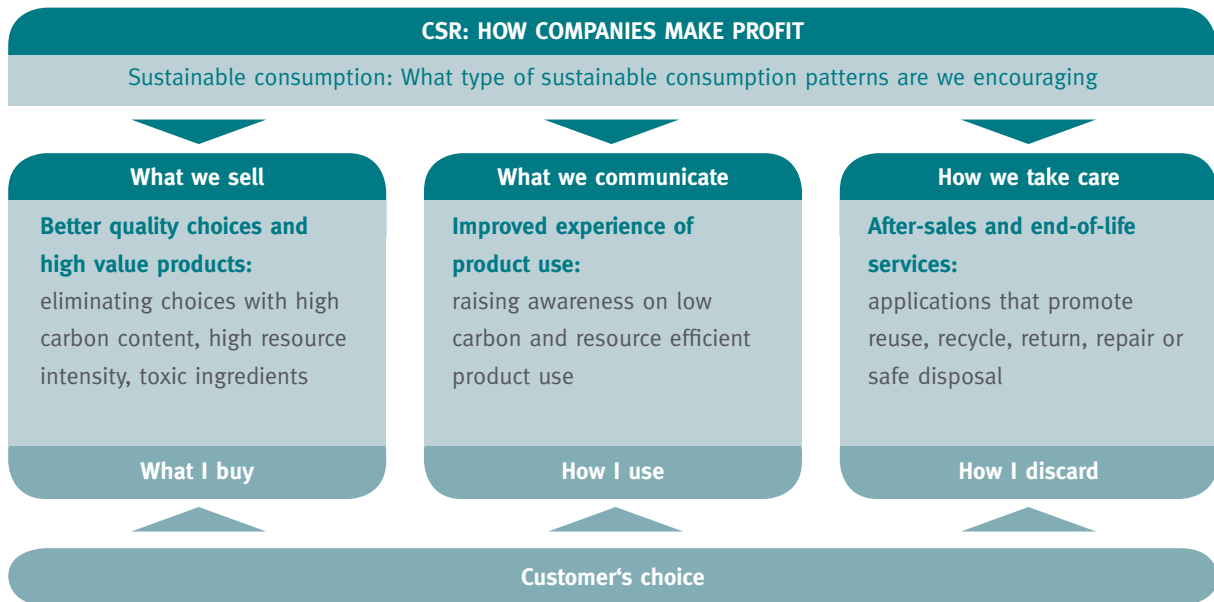 CSR: HOW COMPANIES MAKE PROFIT
Sustainable consumption: What type of sustainable consumption patterns are we encouraging
What we sell
Better quality choices and
high value products:
eliminating choices with high
carbon content, high resource
intensity, toxic ingredients
What I buy
What we communicate
Improved experience of
product use:
raising awareness on low
carbon and resource efficient
product use
How I use
How we take care
After-sales and end-of-life
services:
applications that promote
reuse, recycle, return, repair or
safe disposal
How I discard
Customer‘s choice